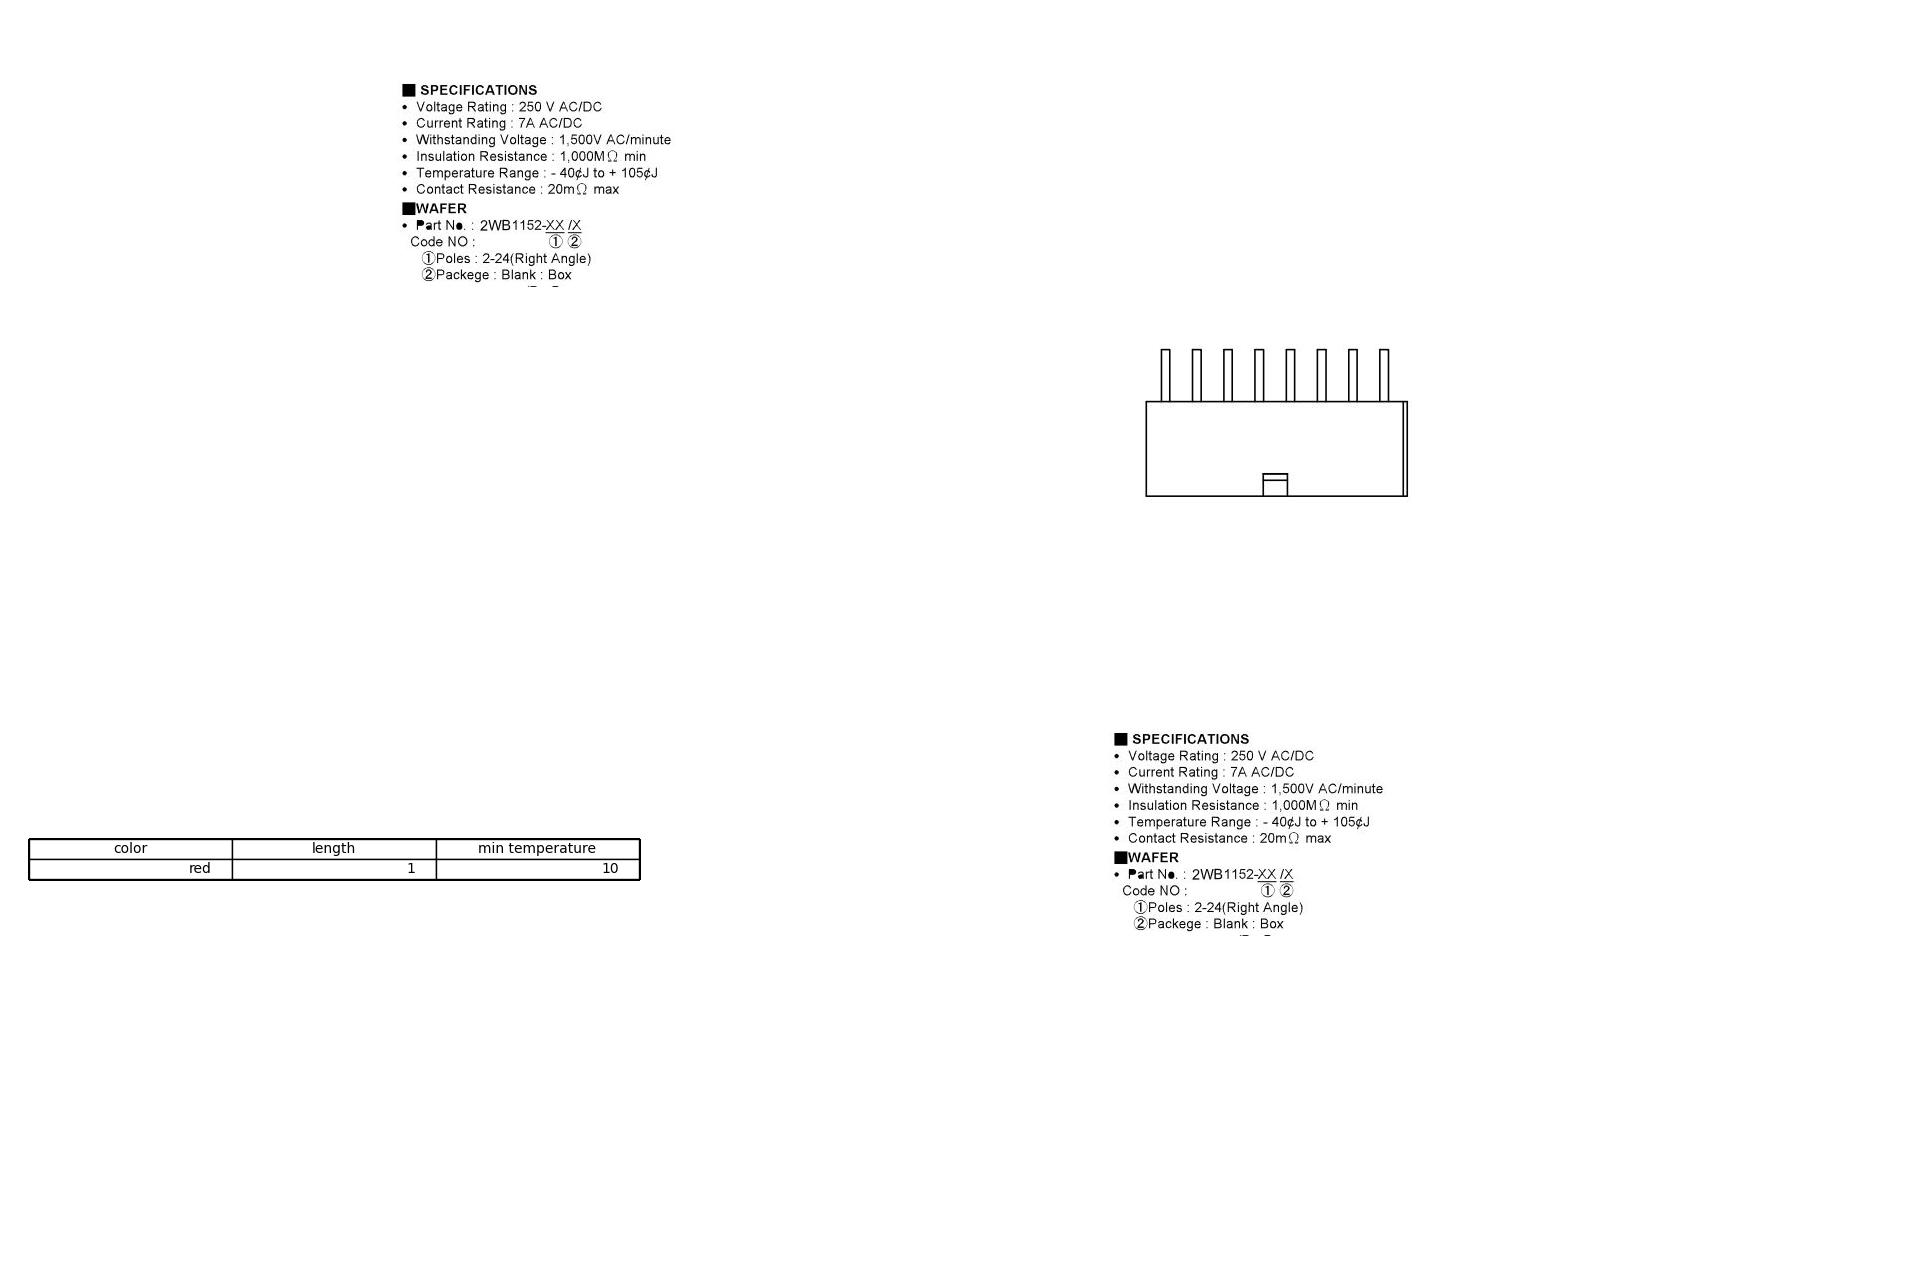 ■ SPECIFICATIONS
• Voltage Rating : 250 V AC/DC
• Current Rating : 7A AC/DC
• Withstanding Voltage : 1,500V AC/minute
• Insulation Resistance : 1,000MΩ min
• Temperature Range : - 40¢J to + 105¢J
• Contact Resistance : 20mΩ max
■WAFER
• Part No. : 2WB1152-XX /X
Code NO : ① ②
①Poles : 2-24(Right Angle)
②Packege : Blank : Box
color length min temperature
red 1 10
■ SPECIFICATIONS
• Voltage Rating : 250 V AC/DC
• Current Rating : 7A AC/DC
• Withstanding Voltage : 1,500V AC/minute
• Insulation Resistance : 1,000MΩ min
• Temperature Range : - 40¢J to + 105¢J
• Contact Resistance : 20mΩ max
■WAFER
• Part No. : 2WB1152-XX /X
Code NO : ① ②
①Poles : 2-24(Right Angle)
②Packege : Blank : Box